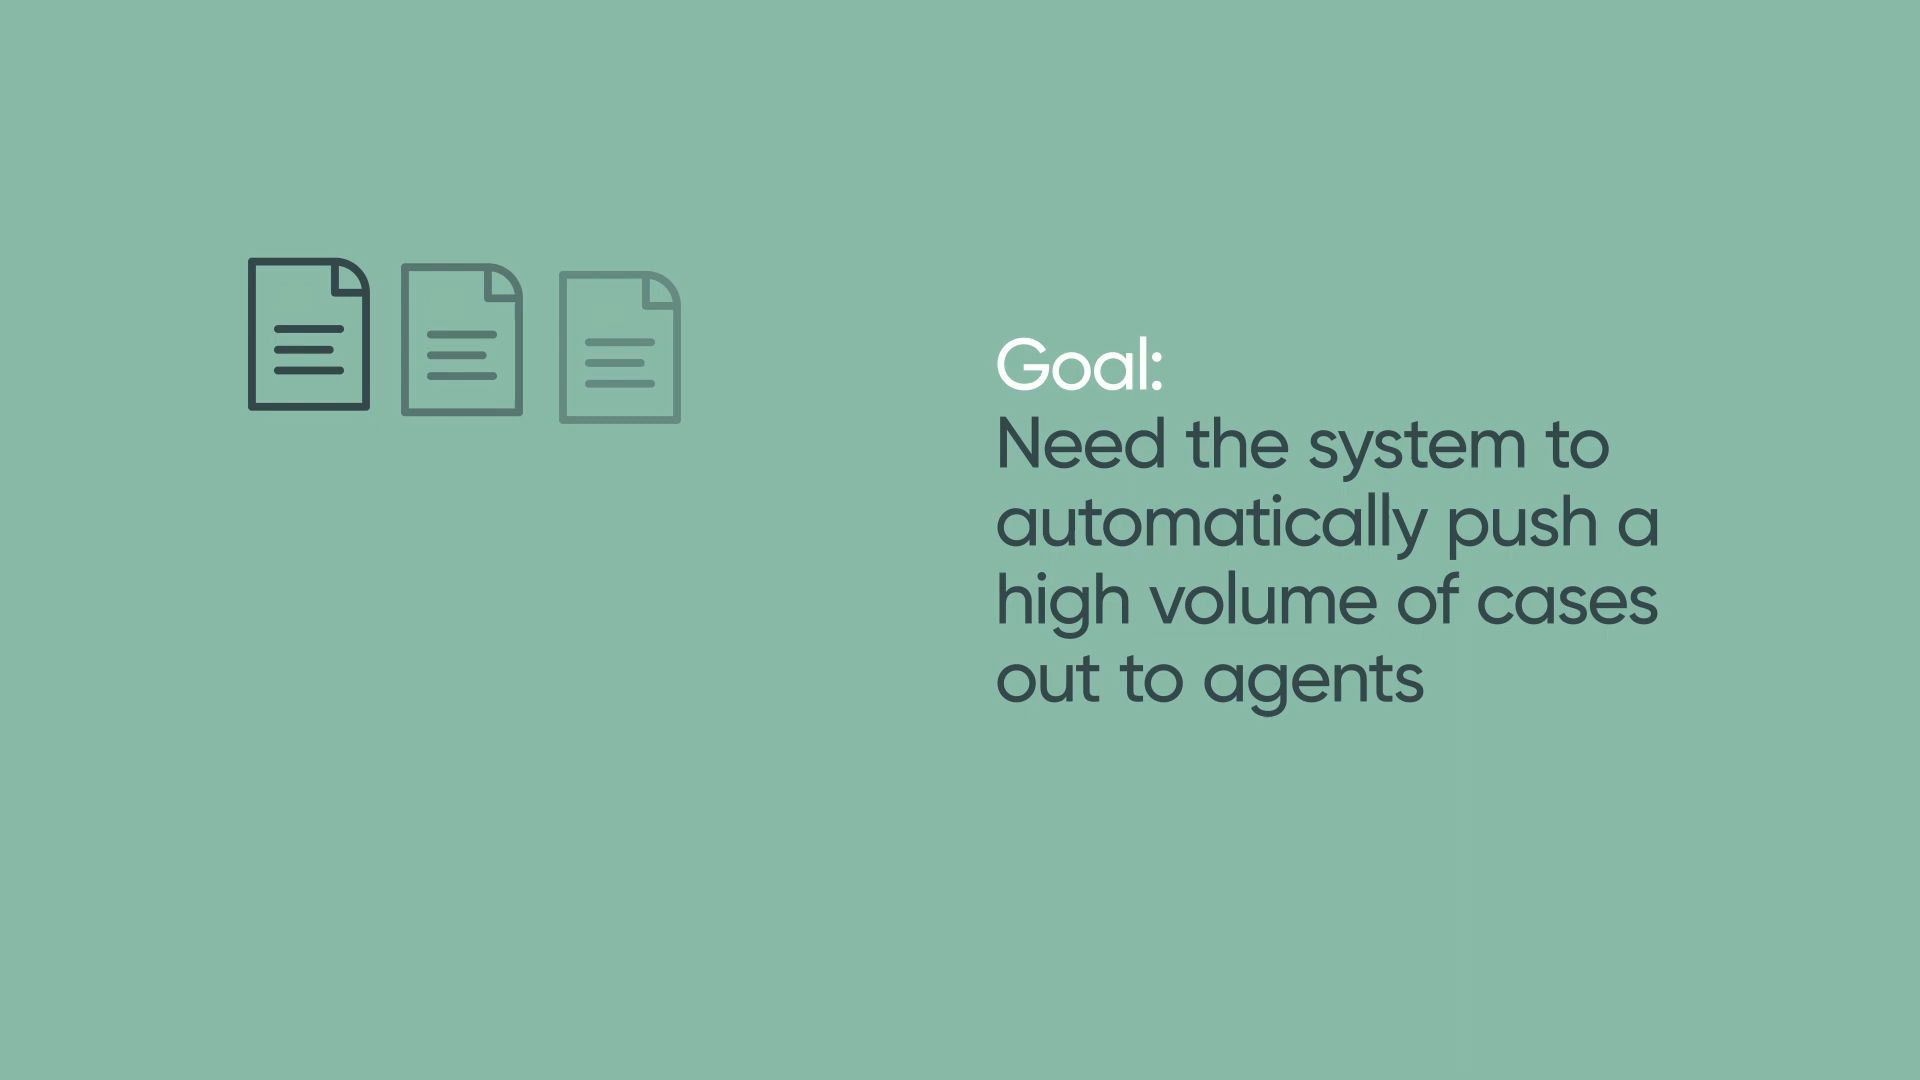 Goal:
Need the system to
automatically push a
high volume of cases
out to agents